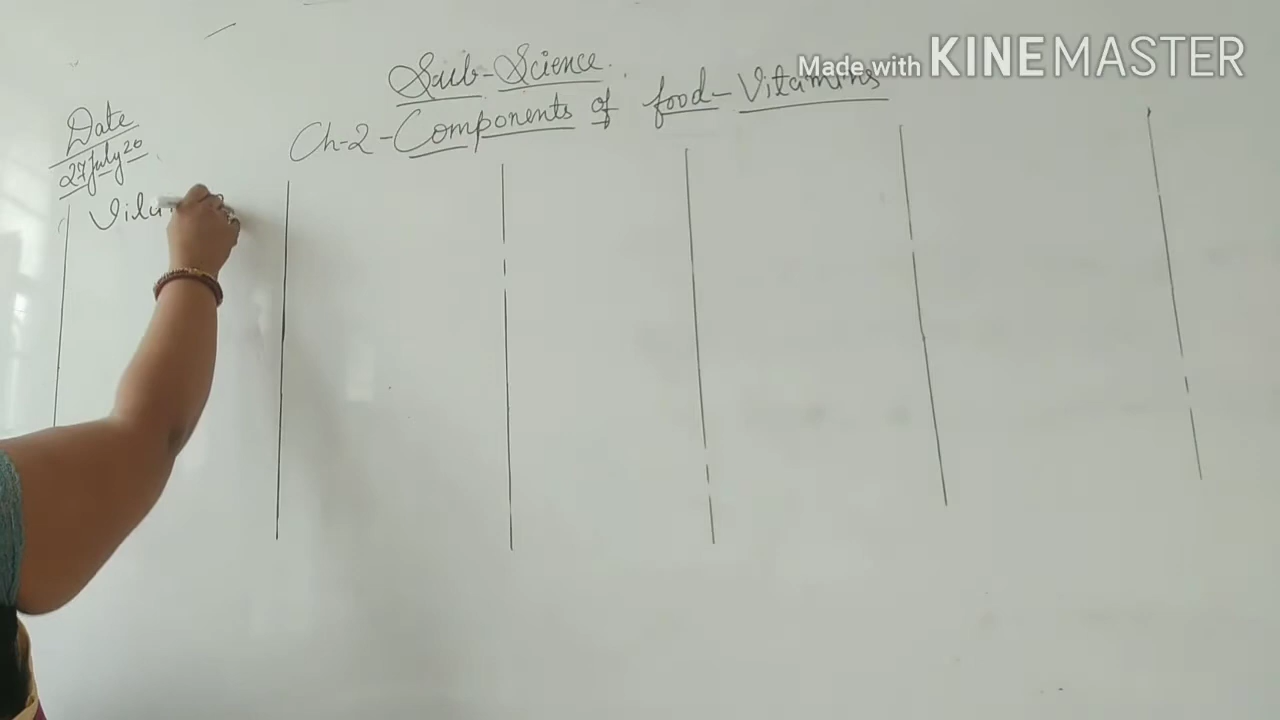 Made with KINEMASTER
Sub-Science.
Ch-2-Components of food-Vitamins
Date
27 July 20